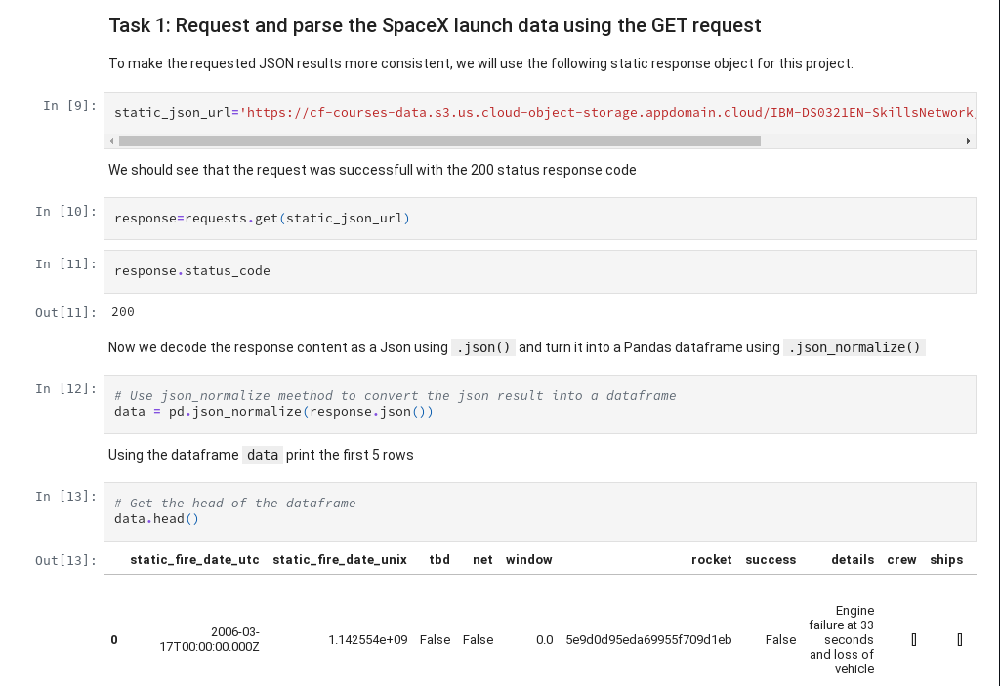 Task 1: Request and parse the SpaceX launch data using the GET request
To make the requested JSON results more consistent, we will use the following static response object for this project:
In [9]: static_json_url='https://cf-courses-data.s3.us.cloud-object-storage.appdomain.cloud/IBM-DS0321EN-SkillsNetwork
We should see that the request was successfull with the 200 status response code
In [10]: response=requests.get(static_json_url)
In [11]: response.status_code
Out[11]: 200
Now we decode the response content as a Json using .json() and turn it into a Pandas dataframe using .json_normalize()
In [12]: # Use json_normalize meethod to convert the json result into a dataframe
data = pd.json_normalize(response.json())
Using the dataframe data print the first 5 rows
In [13]: # Get the head of the dataframe
data.head()
Out[13]: static_fire_date_utc static_fire_date_unix tbd net window rocket success details crew ships
0 2006-03-17T00:00:00.000Z 1.142554e+09 False False 0.0 5e9d0d95eda69955f709d1eb False Engine failure at 33 seconds and loss of vehicle [] []